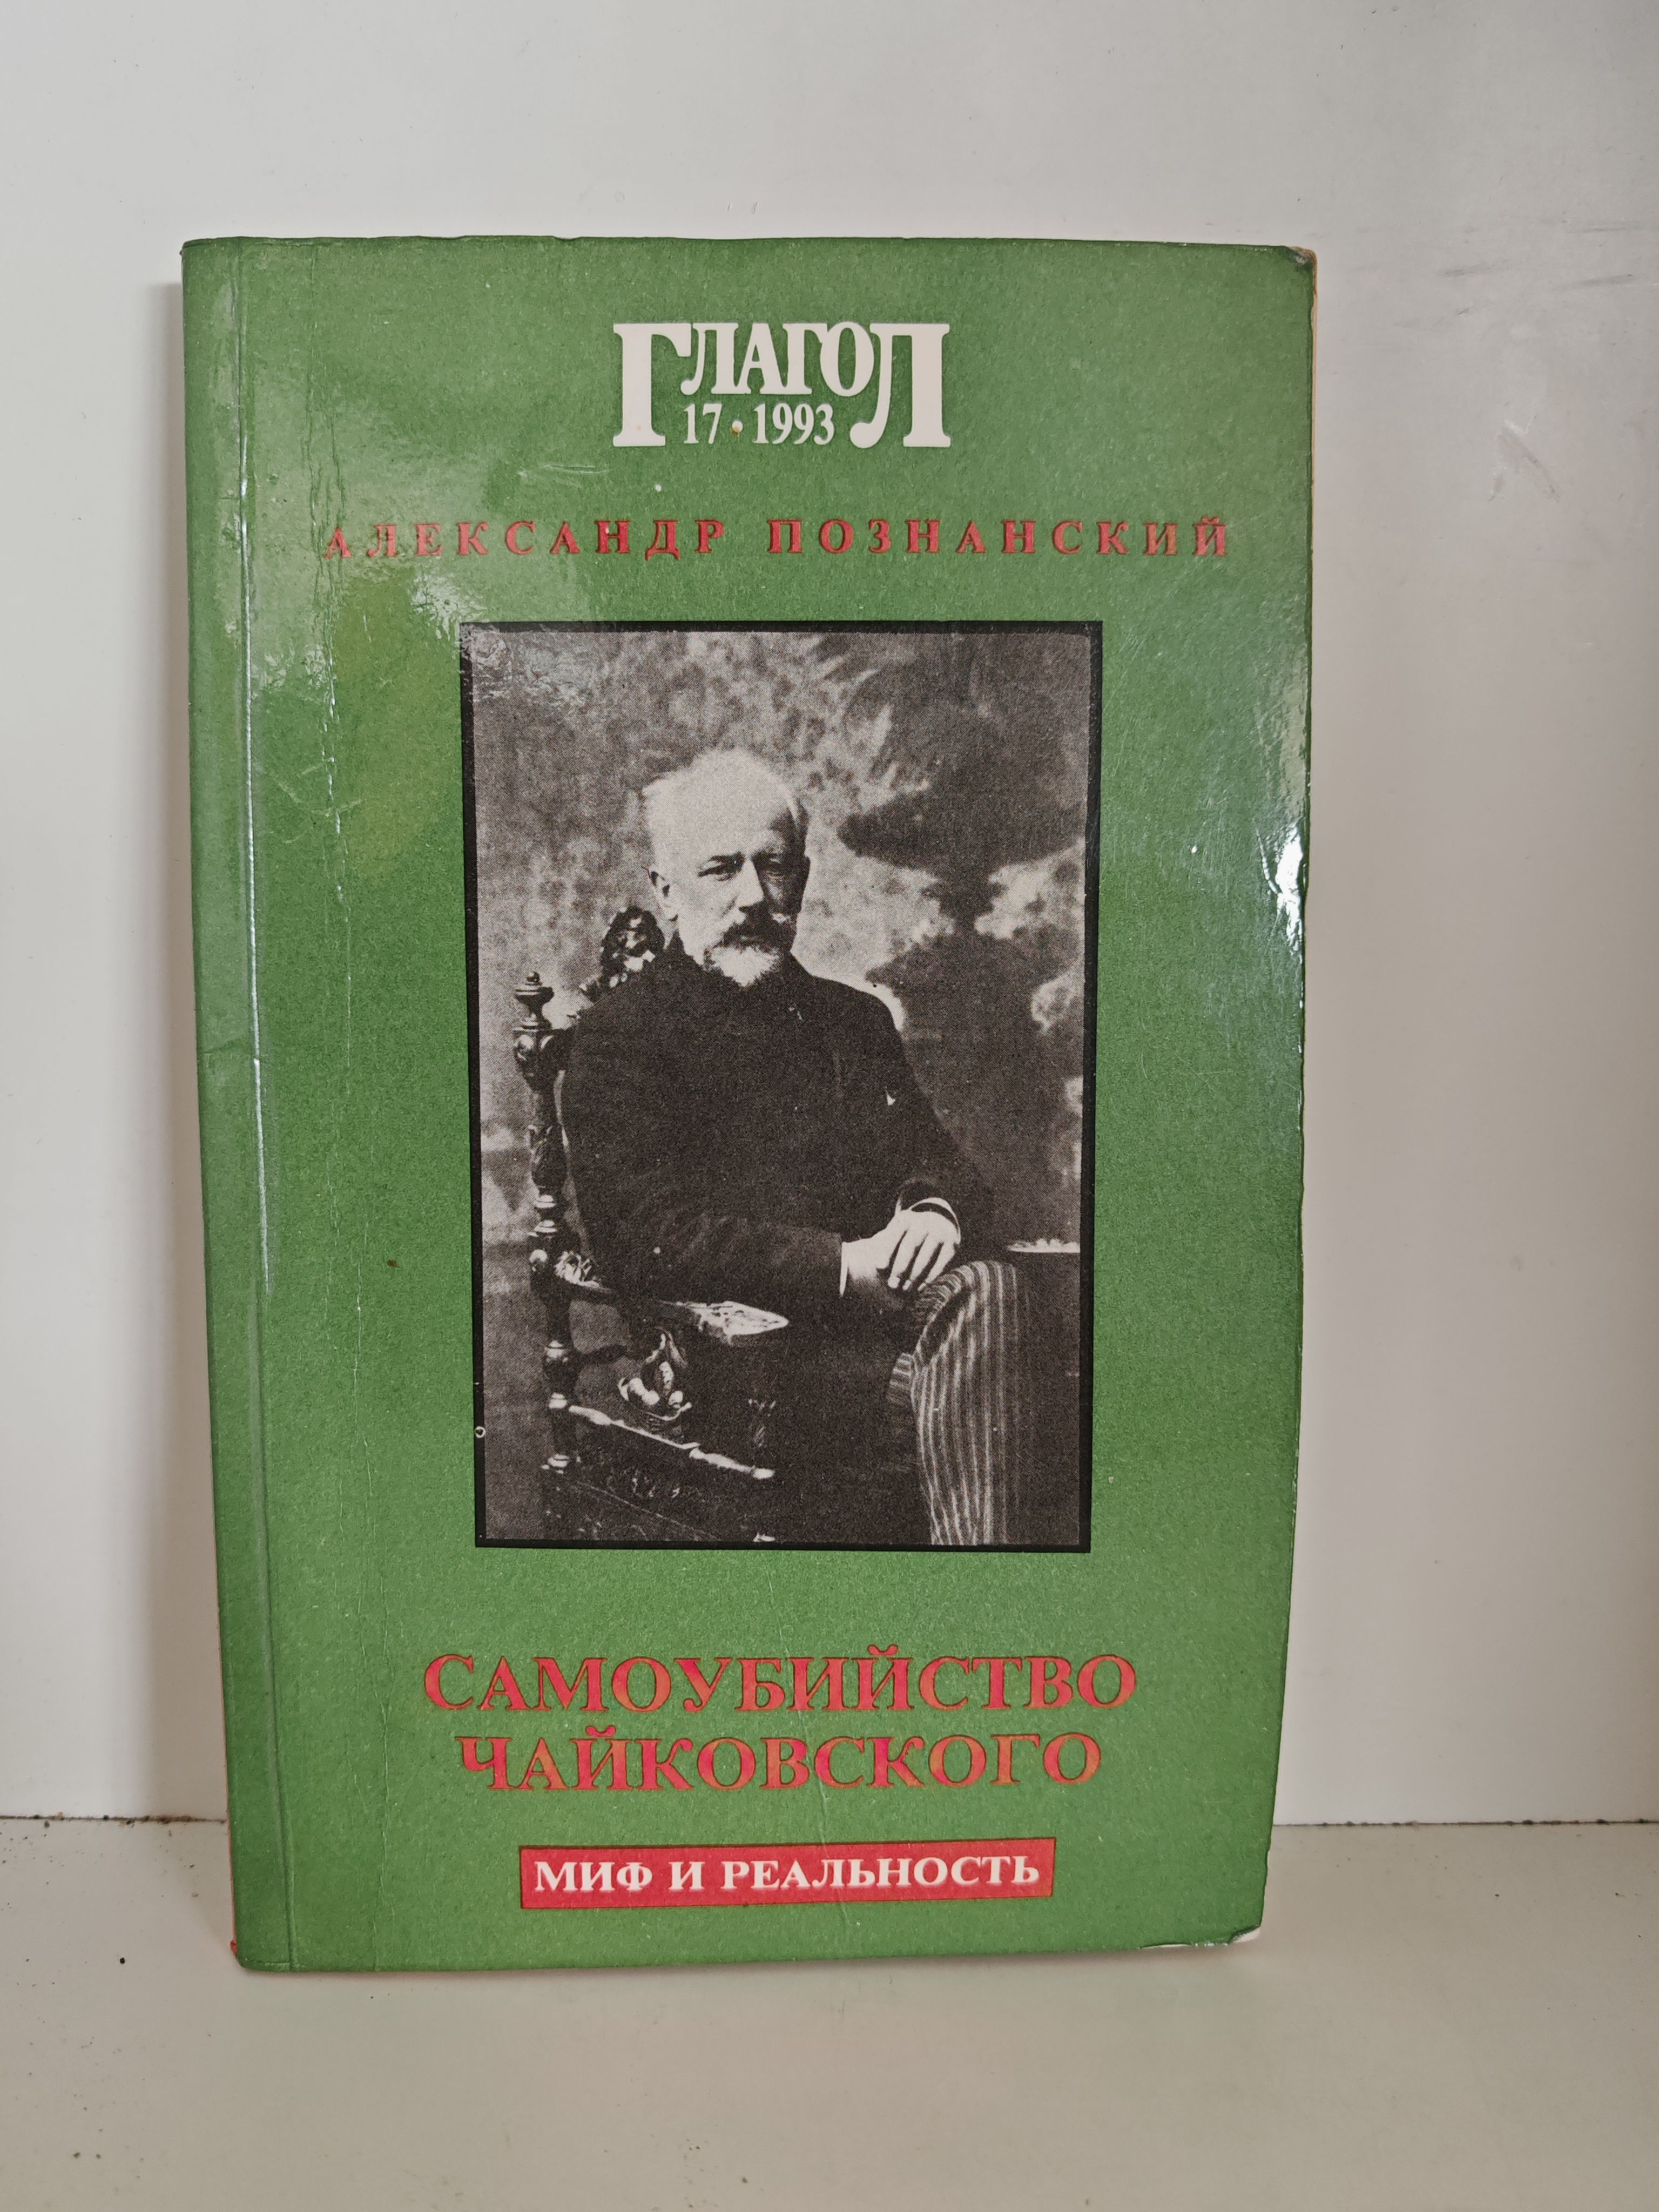 ГЛАГОЛ
17•1993
АЛЕКСАНДР ПОЗНАНСКИЙ
САМОУБИЙСТВО
ЧАЙКОВСКОГО
МИФ И РЕАЛЬНОСТЬ